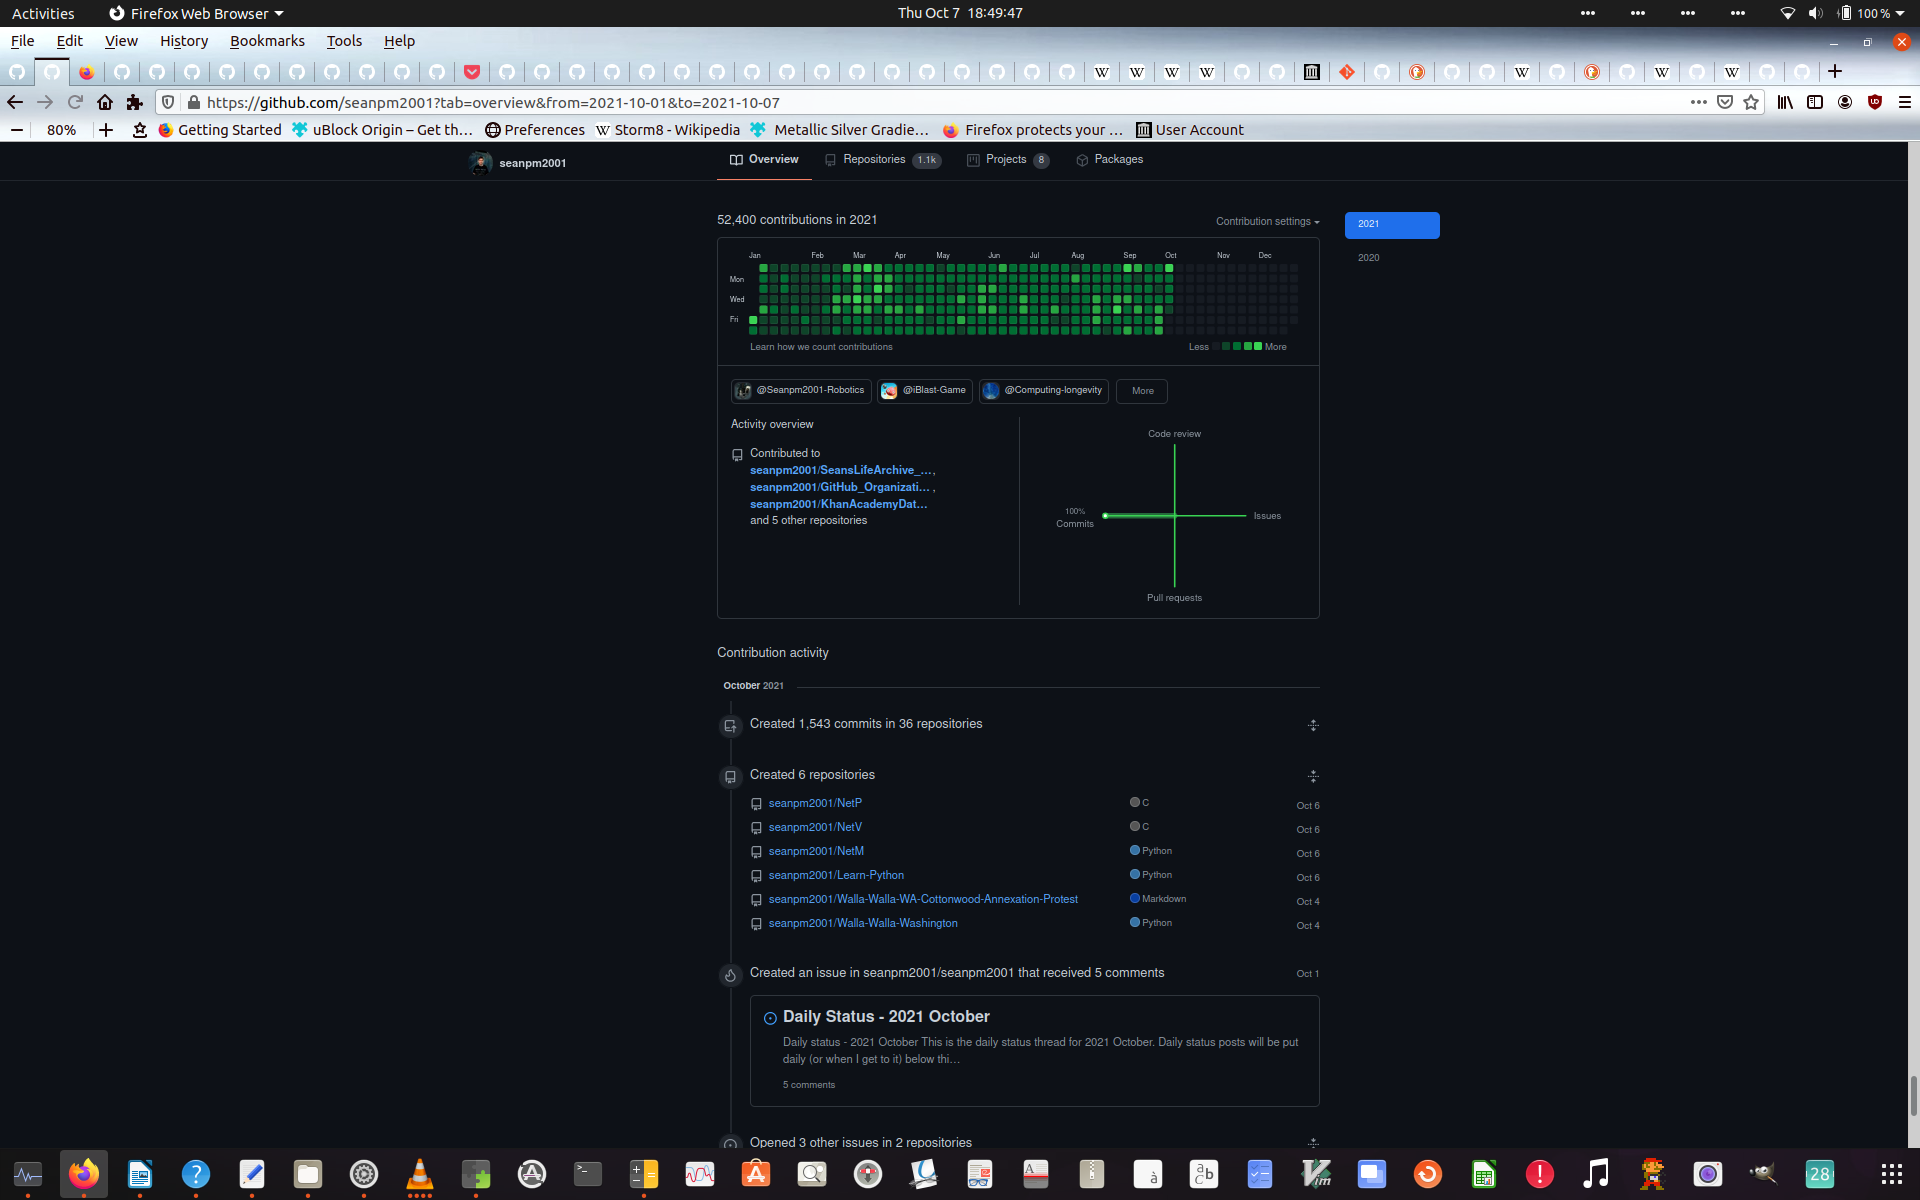 Activities
Firefox Web Browser
Thu Oct 7 18:49:47
100 %
File Edit View History Bookmarks Tools Help
https://github.com/seanpm2001?tab=overview&from=2021-10-01&to=2021-10-07
80%
Getting Started
uBlock Origin – Get th…
Preferences
Storm8 - Wikipedia
Metallic Silver Gradie…
Firefox protects your …
User Account
seanpm2001
Overview
Repositories 1.1k
Projects 8
Packages
52,400 contributions in 2021
Contribution settings
2021
2020
Jan Feb Mar Apr May Jun Jul Aug Sep Oct Nov Dec
Mon
Wed
Fri
Learn how we count contributions
Less
More
@Seanpm2001-Robotics
@iBlast-Game
@Computing-longevity
More
Activity overview
Contributed to
seanpm2001/SeansLifeArchive_…,
seanpm2001/GitHub_Organizati… ,
seanpm2001/KhanAcademyDat…
and 5 other repositories
Code review
100%
Commits
Issues
Pull requests
Contribution activity
October 2021
Created 1,543 commits in 36 repositories
Created 6 repositories
seanpm2001/NetP C Oct 6
seanpm2001/NetV C Oct 6
seanpm2001/NetM Python Oct 6
seanpm2001/Learn-Python Python Oct 6
seanpm2001/Walla-Walla-WA-Cottonwood-Annexation-Protest Markdown Oct 4
seanpm2001/Walla-Walla-Washington Python Oct 4
Created an issue in seanpm2001/seanpm2001 that received 5 comments Oct 1
Daily Status - 2021 October
Daily status - 2021 October This is the daily status thread for 2021 October. Daily status posts will be put
daily (or when I get to it) below thi…
5 comments
Opened 3 other issues in 2 repositories
28